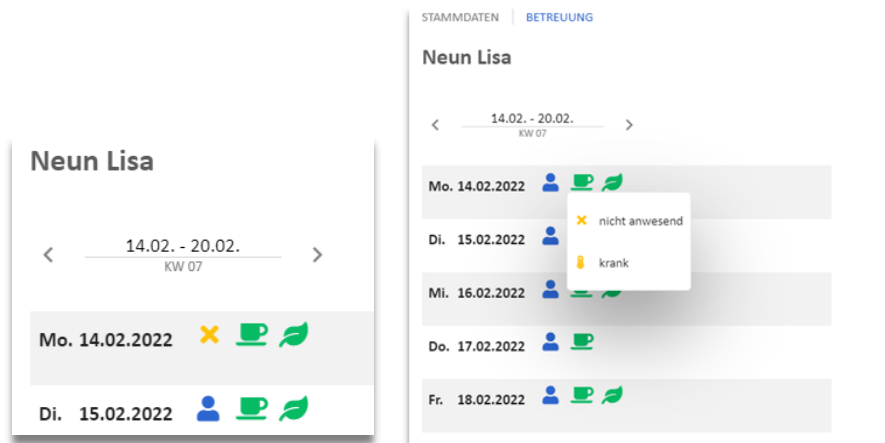 Neun Lisa
14.02. - 20.02.
KW 07
Mo. 14.02.2022
Di. 15.02.2022
STAMMDATEN BETREUUNG
Neun Lisa
14.02. - 20.02.
KW 07
Mo. 14.02.2022
nicht anwesend
Di. 15.02.2022
krank
Mi. 16.02.2022
Do. 17.02.2022
Fr. 18.02.2022